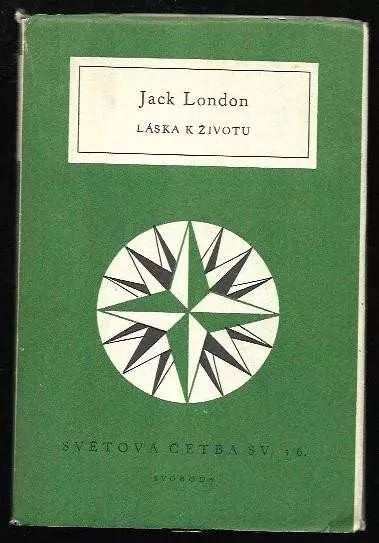 Jack London
LÁSKA K ŽIVOTU
SVĚTOVÁ ČETBA SV. 16.
SVOBODA